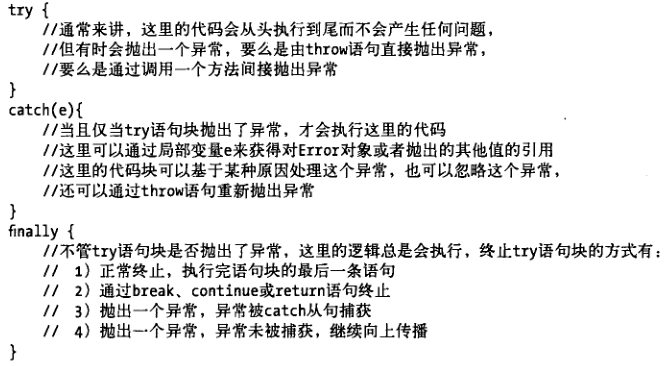 try {
//通常来讲，这里的代码会从头执行到尾而不会产生任何问题，
//但有时会抛出一个异常，要么是由throw语句直接抛出异常，
//要么是通过调用一个方法间接抛出异常
}
catch(e){
//当且仅当try语句块抛出了异常，才会执行这里的代码
//这里可以通过局部变量e来获得对Error对象或者抛出的其他值的引用
//这里的代码块可以基于某种原因处理这个异常，也可以忽略这个异常，
//还可以通过throw语句重新抛出异常
}
finally {
//不管try语句块是否抛出了异常，这里的逻辑总是会执行，终止try语句块的方式有：
// 1）正常终止，执行完语句块的最后一条语句
// 2）通过break、continue或return语句终止
// 3）抛出一个异常，异常被catch从句捕获
// 4）抛出一个异常，异常未被捕获，继续向上传播
}